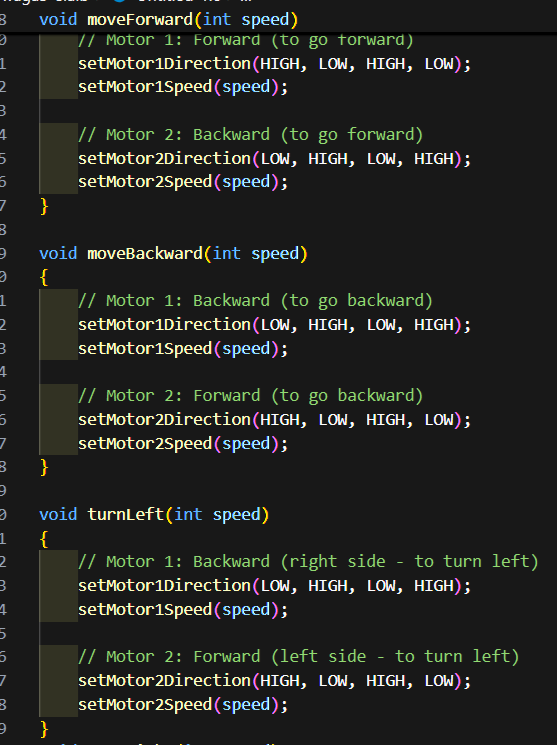 8 void moveForward(int speed)
0 // Motor 1: Forward (to go forward)
1 setMotor1Direction(HIGH, LOW, HIGH, LOW);
2 setMotor1Speed(speed);
3
4 // Motor 2: Backward (to go forward)
5 setMotor2Direction(LOW, HIGH, LOW, HIGH);
6 setMotor2Speed(speed);
7 }
8
9 void moveBackward(int speed)
0 {
1 // Motor 1: Backward (to go backward)
2 setMotor1Direction(LOW, HIGH, LOW, HIGH);
3 setMotor1Speed(speed);
4
5 // Motor 2: Forward (to go backward)
6 setMotor2Direction(HIGH, LOW, HIGH, LOW);
7 setMotor2Speed(speed);
8 }
9
0 void turnLeft(int speed)
1 {
2 // Motor 1: Backward (right side - to turn left)
3 setMotor1Direction(LOW, HIGH, LOW, HIGH);
4 setMotor1Speed(speed);
5
6 // Motor 2: Forward (left side - to turn left)
7 setMotor2Direction(HIGH, LOW, HIGH, LOW);
8 setMotor2Speed(speed);
9 }